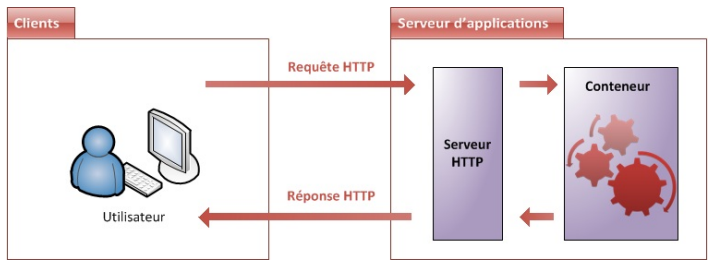 Clients
Serveur d’applications
Requête HTTP
Conteneur
Serveur
HTTP
Réponse HTTP
Utilisateur